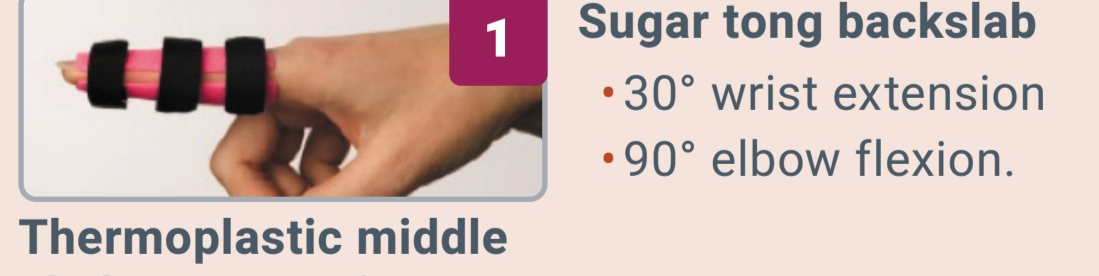 1
Thermoplastic middle
Sugar tong backslab
•30° wrist extension
•90° elbow flexion.